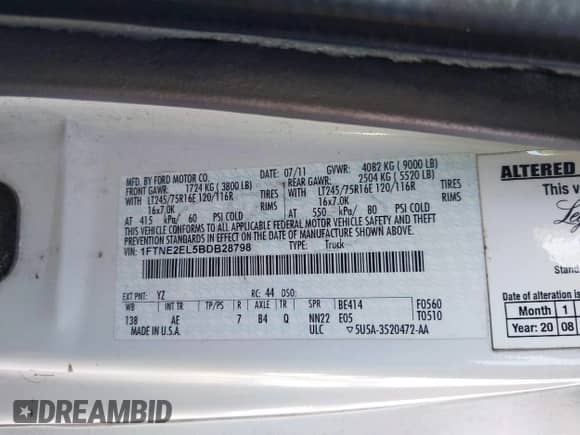 MFD. BY FORD MOTOR CO. 07/11 GVWR: 4082 KG ( 9000 LB)
FRONT GAWR: 1724 KG ( 3800 LB) REAR GAWR: 2504 KG ( 5520 LB)
WITH LT245/75R16E 120/116R TIRES WITH LT245/75R16E 120/116R TIRES
16x7.0K RIMS 16x7.0K RIMS
AT 415 kPa/ 60 PSI COLD AT 550 kPa/ 80 PSI COLD
THIS VEHICLE CONFORMS TO ALL APPLICABLE FEDERAL MOTOR VEHICLE SAFETY AND THEFT
PREVENTION STANDARDS IN EFFECT ON THE DATE OF MANUFACTURE SHOWN ABOVE.
VIN: 1FTNE2EL5BDB28798 TYPE: Truck
EXT PNT: YZ RC: 44 DSO:
WB INT TR TP/PS R AXLE TR SPR BE414 F0560
138 AE 7 B4 Q NN22 E05 T0510
MADE IN U.S.A. ULC 5U5A-3520472-AA
ALTERED
This v
Stand
Date of alteration is
Month 1
Year: 20 08
DREAMBID